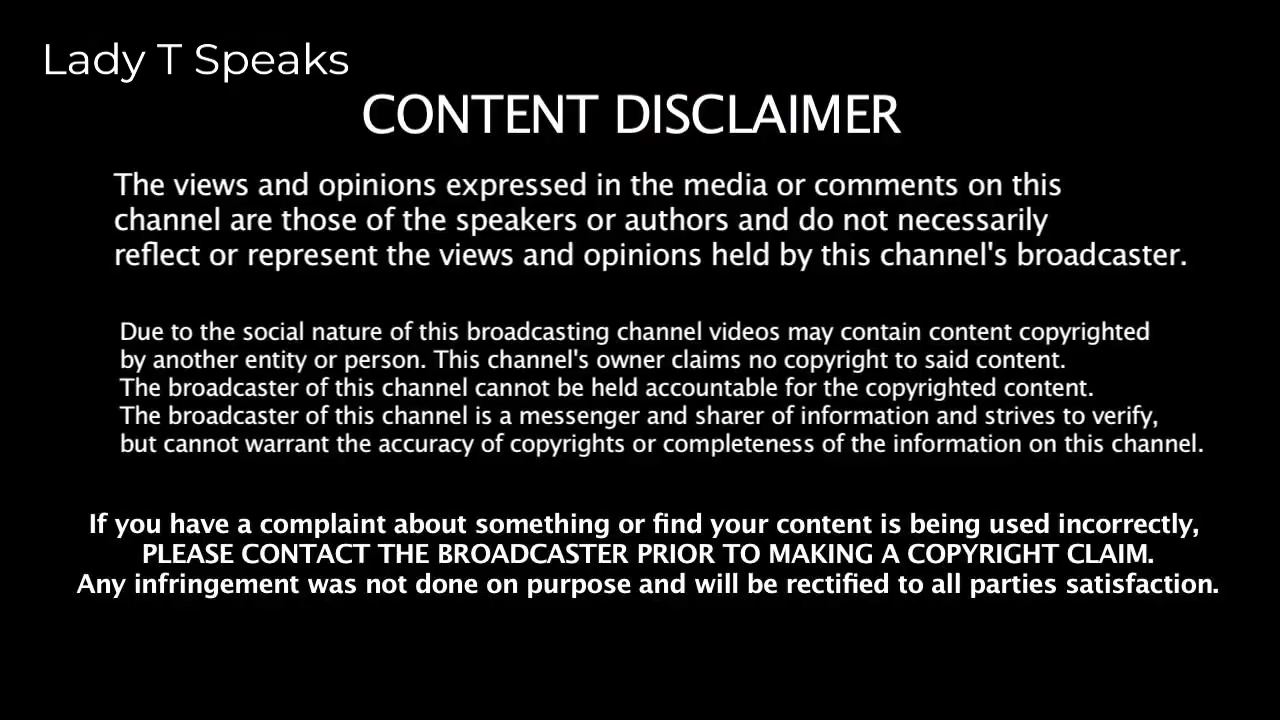 Lady T Speaks
CONTENT DISCLAIMER
The views and opinions expressed in the media or comments on this
channel are those of the speakers or authors and do not necessarily
reflect or represent the views and opinions held by this channel's broadcaster.
Due to the social nature of this broadcasting channel videos may contain content copyrighted
by another entity or person. This channel's owner claims no copyright to said content.
The broadcaster of this channel cannot be held accountable for the copyrighted content.
The broadcaster of this channel is a messenger and sharer of information and strives to verify,
but cannot warrant the accuracy of copyrights or completeness of the information on this channel.
If you have a complaint about something or find your content is being used incorrectly,
PLEASE CONTACT THE BROADCASTER PRIOR TO MAKING A COPYRIGHT CLAIM.
Any infringement was not done on purpose and will be rectified to all parties satisfaction.